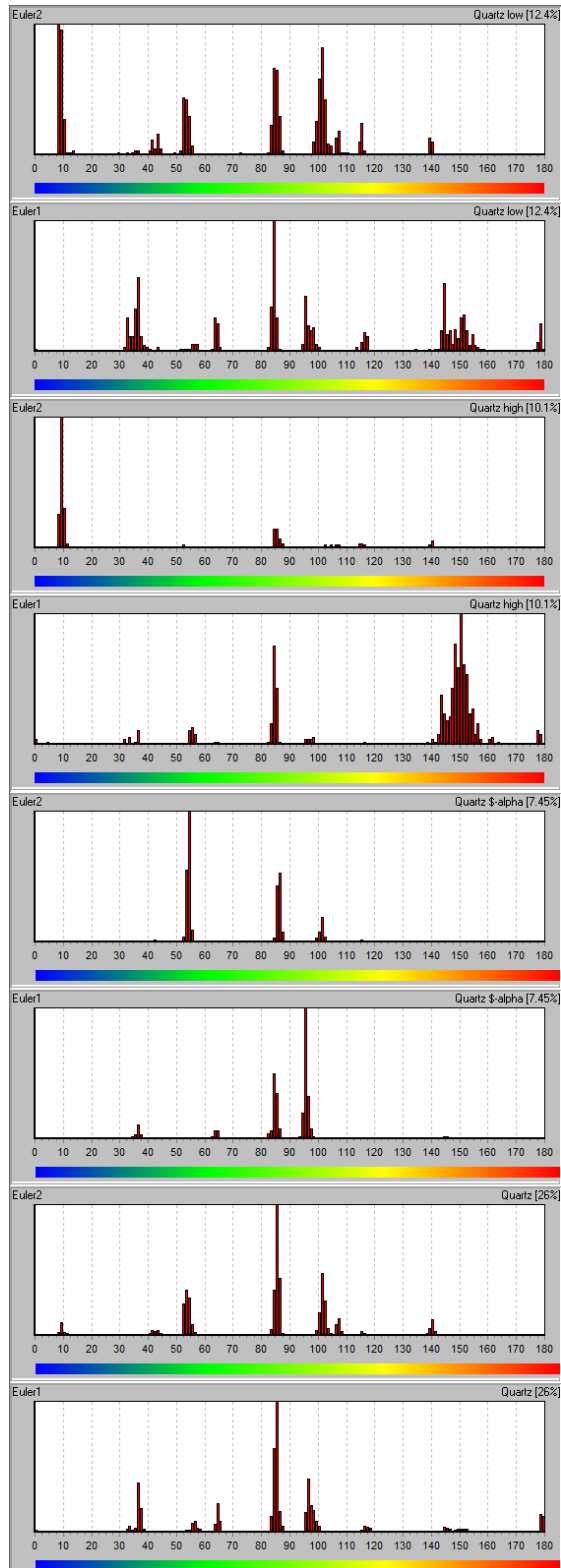 Euler2 Quartz low [12.4%]
0 10 20 30 40 50 60 70 80 90 100 110 120 130 140 150 160 170 180
Euler1 Quartz low [12.4%]
0 10 20 30 40 50 60 70 80 90 100 110 120 130 140 150 160 170 180
Euler2 Quartz high [10.1%]
0 10 20 30 40 50 60 70 80 90 100 110 120 130 140 150 160 170 180
Euler1 Quartz high [10.1%]
0 10 20 30 40 50 60 70 80 90 100 110 120 130 140 150 160 170 180
Euler2 Quartz $-alpha [7.45%]
0 10 20 30 40 50 60 70 80 90 100 110 120 130 140 150 160 170 180
Euler1 Quartz $-alpha [7.45%]
0 10 20 30 40 50 60 70 80 90 100 110 120 130 140 150 160 170 180
Euler2 Quartz [26%]
0 10 20 30 40 50 60 70 80 90 100 110 120 130 140 150 160 170 180
Euler1 Quartz [26%]
0 10 20 30 40 50 60 70 80 90 100 110 120 130 140 150 160 170 180